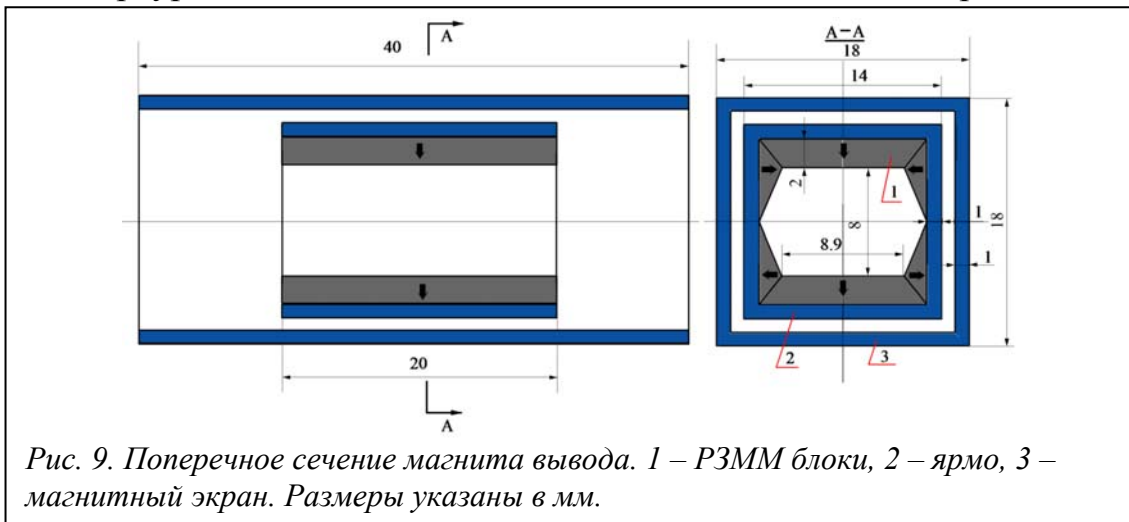 A
40
20
A
A–A
18
14
2
1
8
8.9
1
18
1
2
3
Рис. 9. Поперечное сечение магнита вывода. 1 – РЗММ блоки, 2 – ярмо, 3 –
магнитный экран. Размеры указаны в мм.